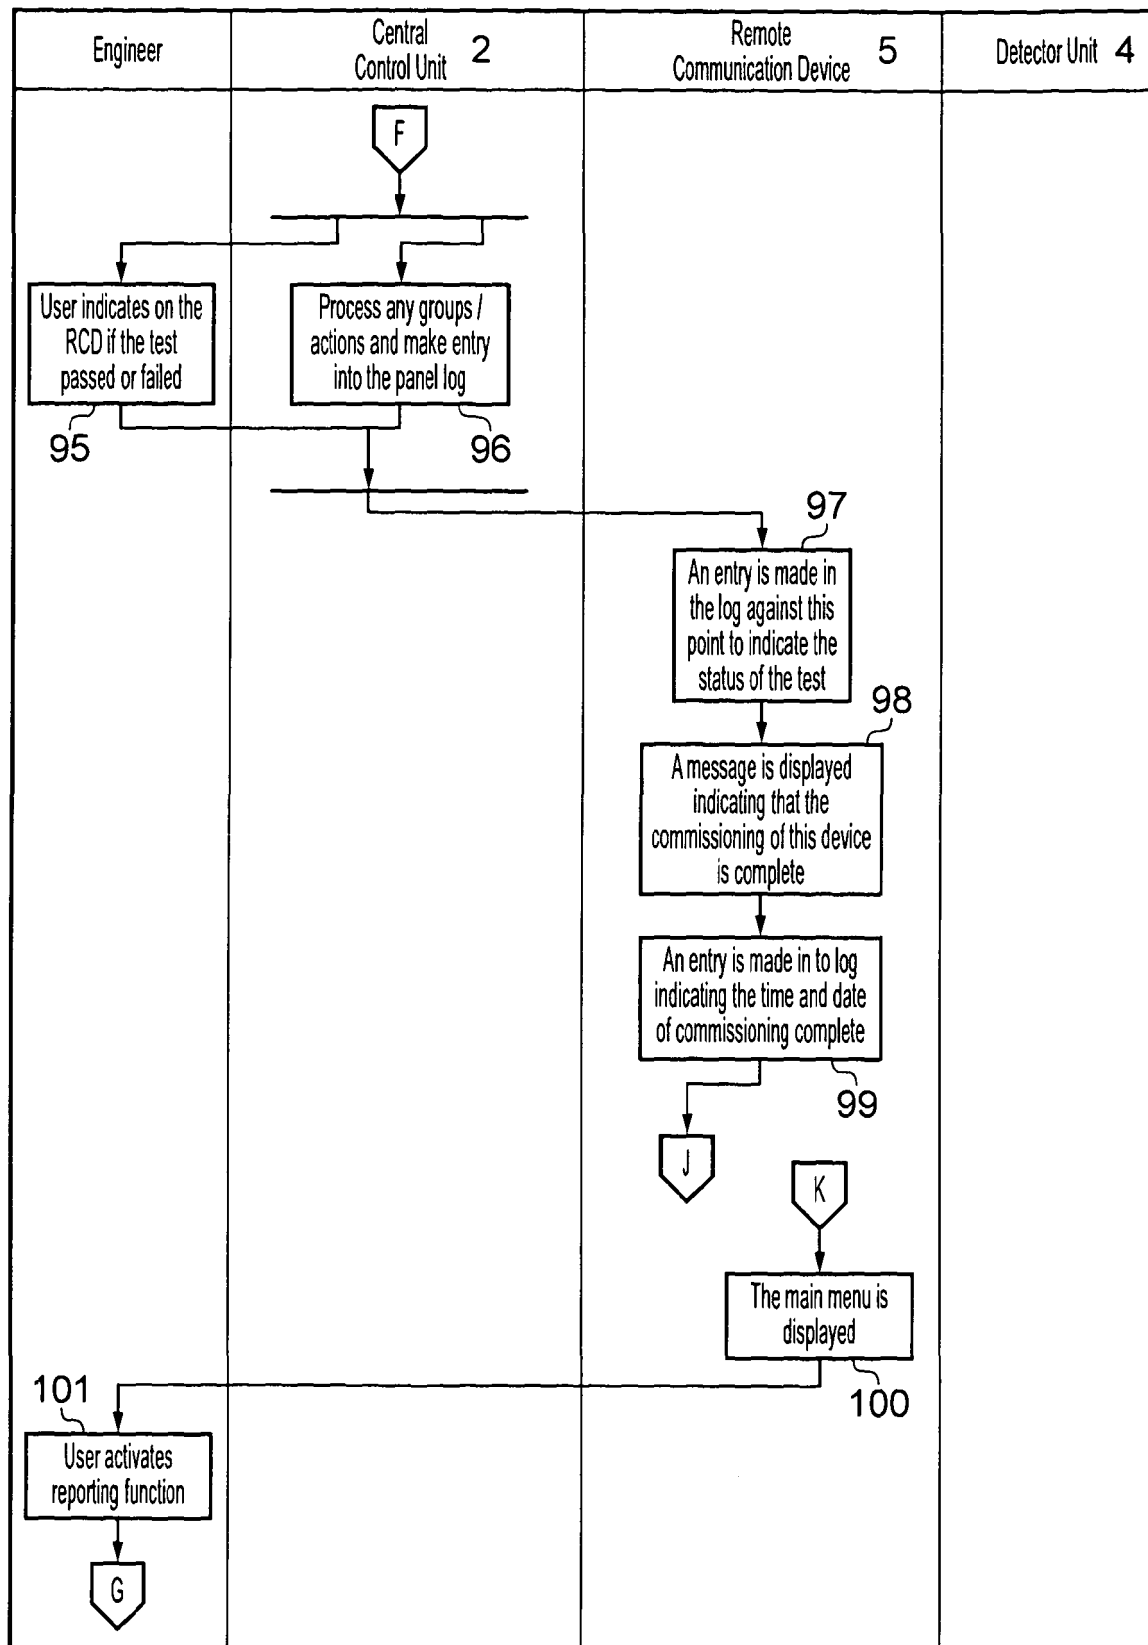 Engineer
Central
Control Unit 2
Remote
Communication Device 5
Detector Unit 4
F
User indicates on the
RCD if the test
passed or failed
95
Process any groups /
actions and make entry
into the panel log
96
97
An entry is made in
the log against this
point to indicate the
status of the test
98
A message is displayed
indicating that the
commissioning of this device
is complete
An entry is made in to log
indicating the time and date
of commissioning complete
99
J
K
The main menu is
displayed
100
101
User activates
reporting function
G